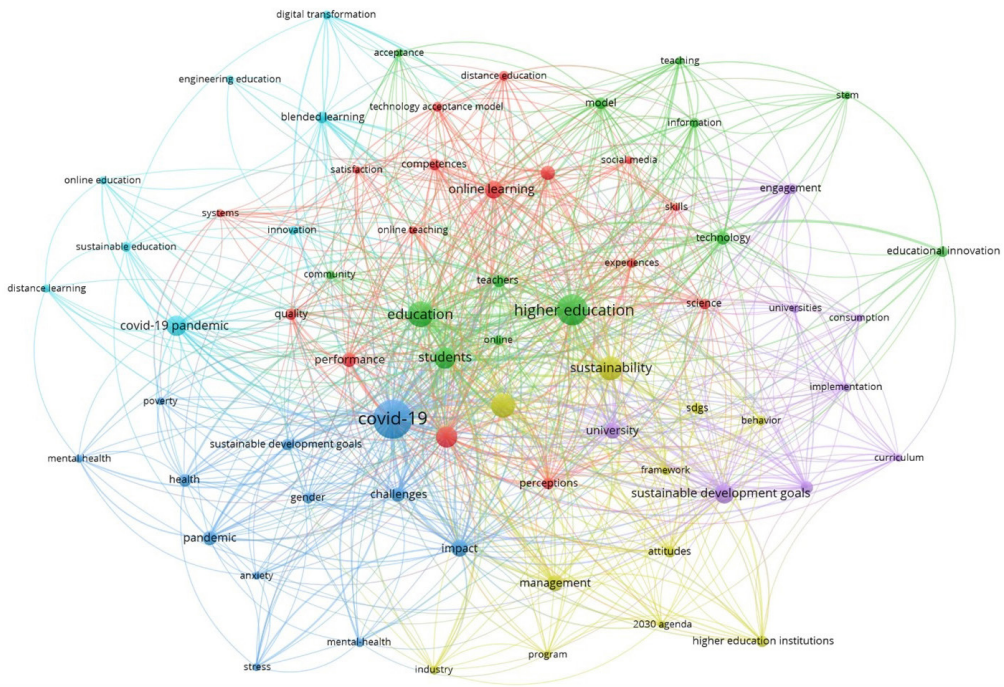 digital transformation
acceptance
teaching
engineering education
distance education
stem
technology acceptance model
model
blended learning
information
social media
satisfaction
competences
online education
online learning
engagement
systems
skills
online teaching
innovation
technology
sustainable education
educational innovation
community
teachers
experiences
distance learning
quality
education
higher education
science
universities
consumption
covid-19 pandemic
online
performance
students
sustainability
implementation
poverty
covid-19
sdgs
behavior
sustainable development goals
university
mental health
curriculum
health
framework
gender
challenges
perceptions
sustainable development goals
pandemic
impact
attitudes
anxiety
management
2030 agenda
mental-health
higher education institutions
stress
industry
program